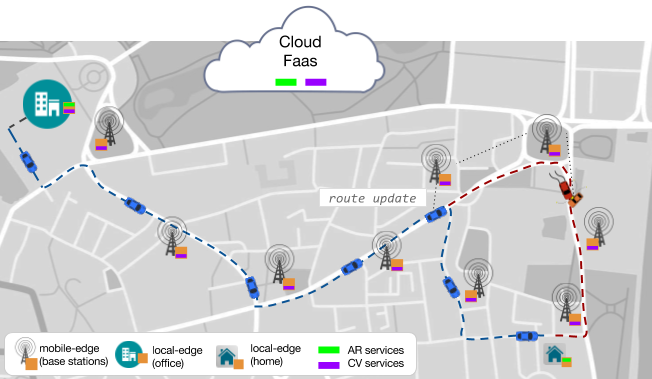 Cloud
Faas
route update
mobile-edge
(base stations)
local-edge
(office)
local-edge
(home)
AR services
CV services